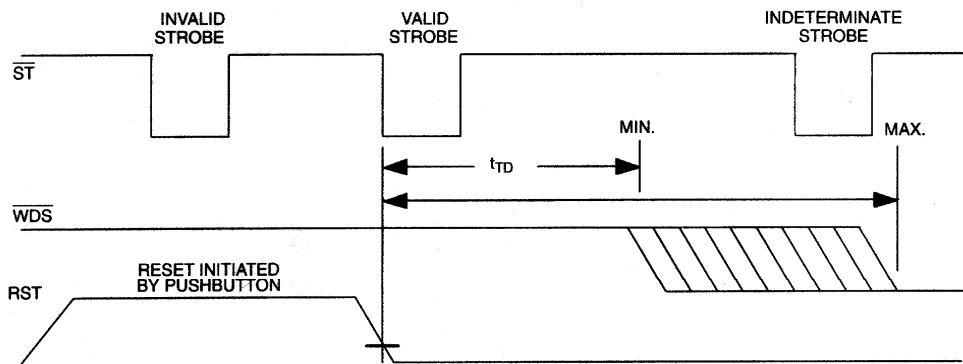 INVALID
STROBE
VALID
STROBE
INDETERMINATE
STROBE
ST
MIN.
MAX.
tTD
WDS
RESET INITIATED
BY PUSHBUTTON
RST